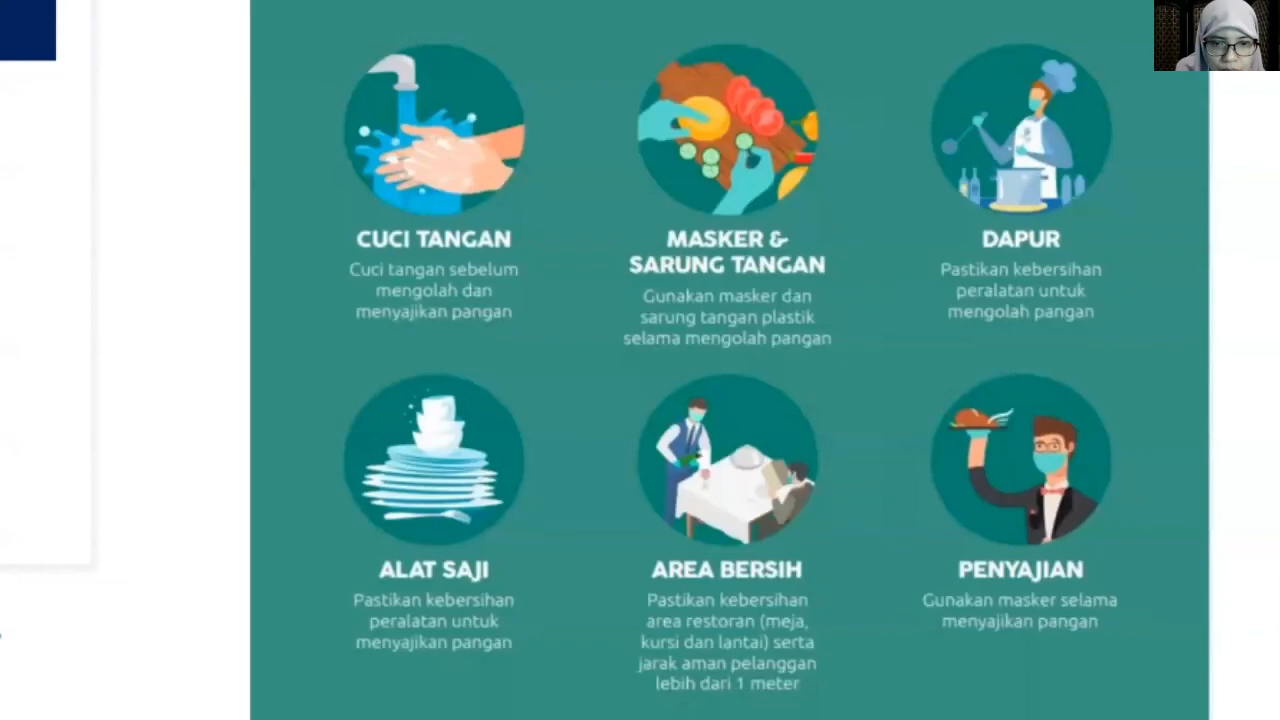 CUCI TANGAN
Cuci tangan sebelum
mengolah dan
menyajikan pangan
MASKER &
SARUNG TANGAN
Gunakan masker dan
sarung tangan plastik
selama mengolah pangan
DAPUR
Pastikan kebersihan
peralatan untuk
mengolah pangan
ALAT SAJI
Pastikan kebersihan
peralatan untuk
menyajikan pangan
AREA BERSIH
Pastikan kebersihan
area restoran (meja,
kursi dan lantai) serta
jarak aman pelanggan
lebih dari 1 meter
PENYAJIAN
Gunakan masker selama
menyajikan pangan